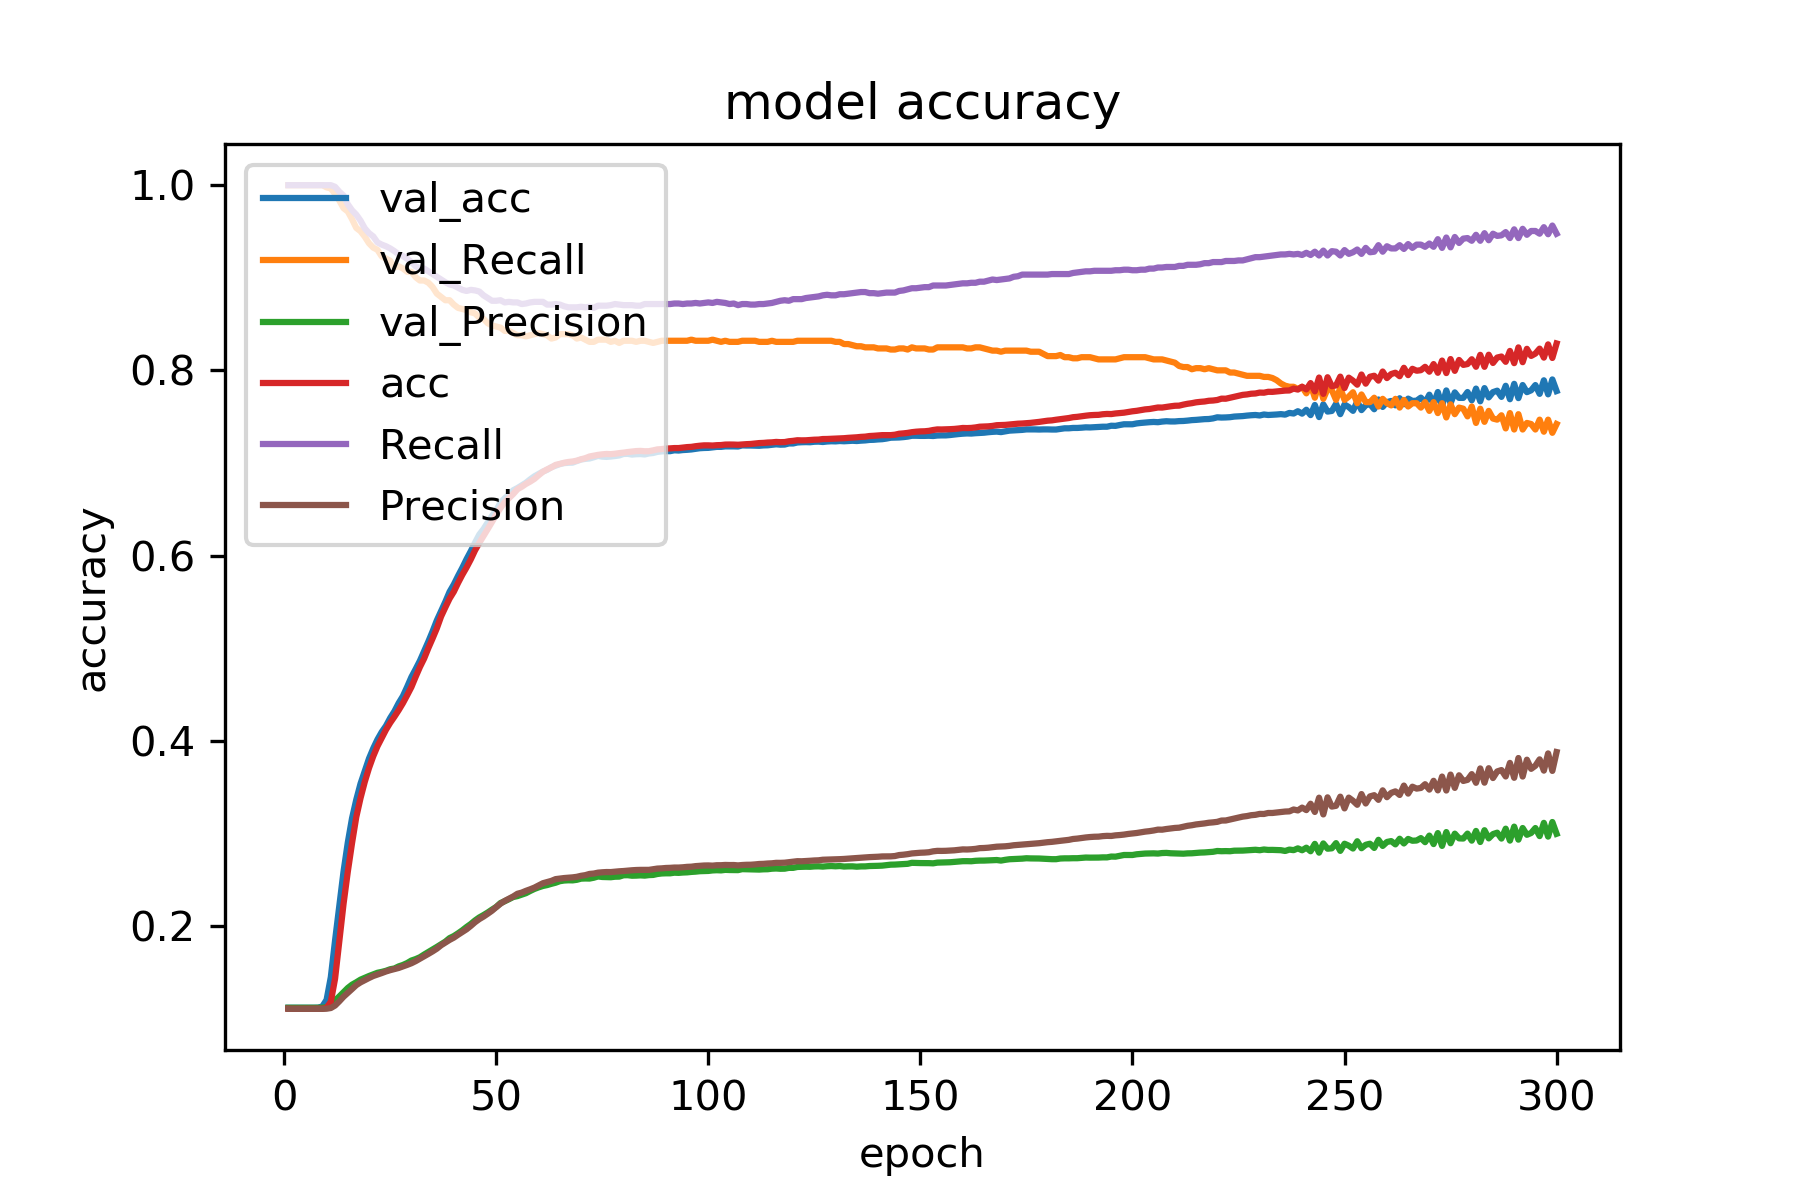 model accuracy
val_acc
val_Recall
val_Precision
acc
Recall
Precision
accuracy
1.0
0.8
0.6
0.4
0.2
0 50 100 150 200 250 300
epoch